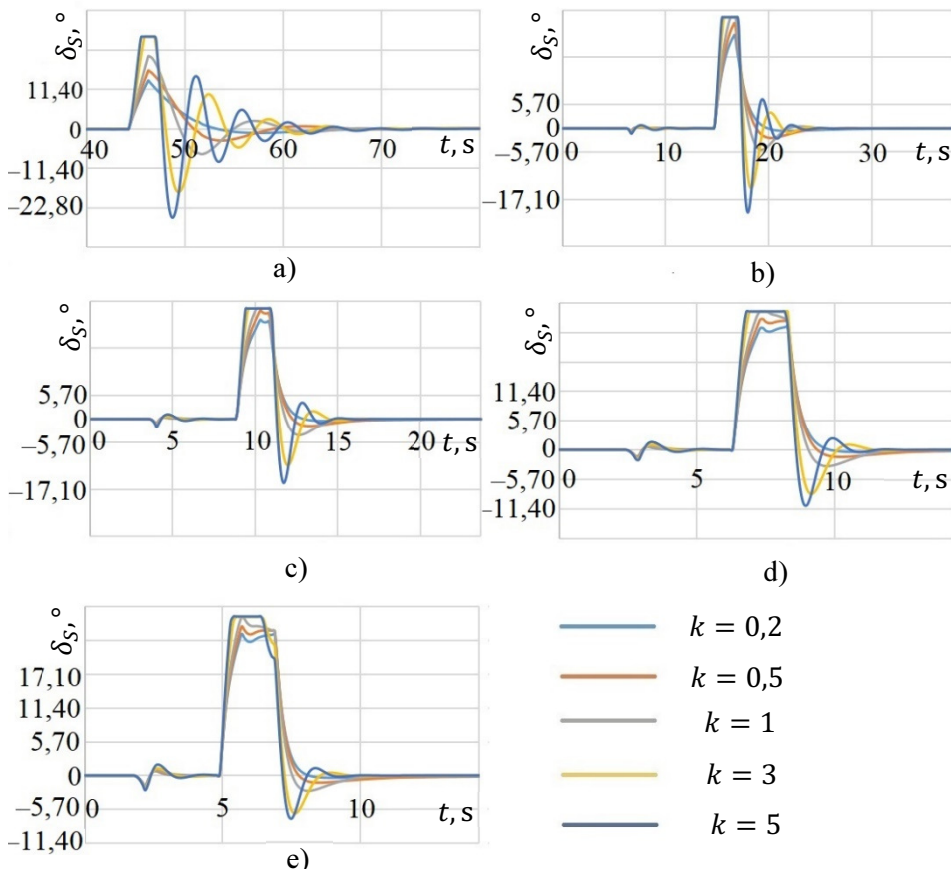 δS, °
11,40
0
–11,40
–22,80
40
50
60
70
t, s
a)
δS, °
5,70
0
–5,70
–17,10
0
10
20
30
t, s
b)
δS, °
5,70
0
–5,70
–17,10
0
5
10
15
20
t, s
c)
δS, °
11,40
5,70
0
–5,70
–11,40
0
5
10
t, s
d)
δS, °
17,10
11,40
5,70
0
–5,70
–11,40
0
5
10
t, s
e)
k = 0,2
k = 0,5
k = 1
k = 3
k = 5